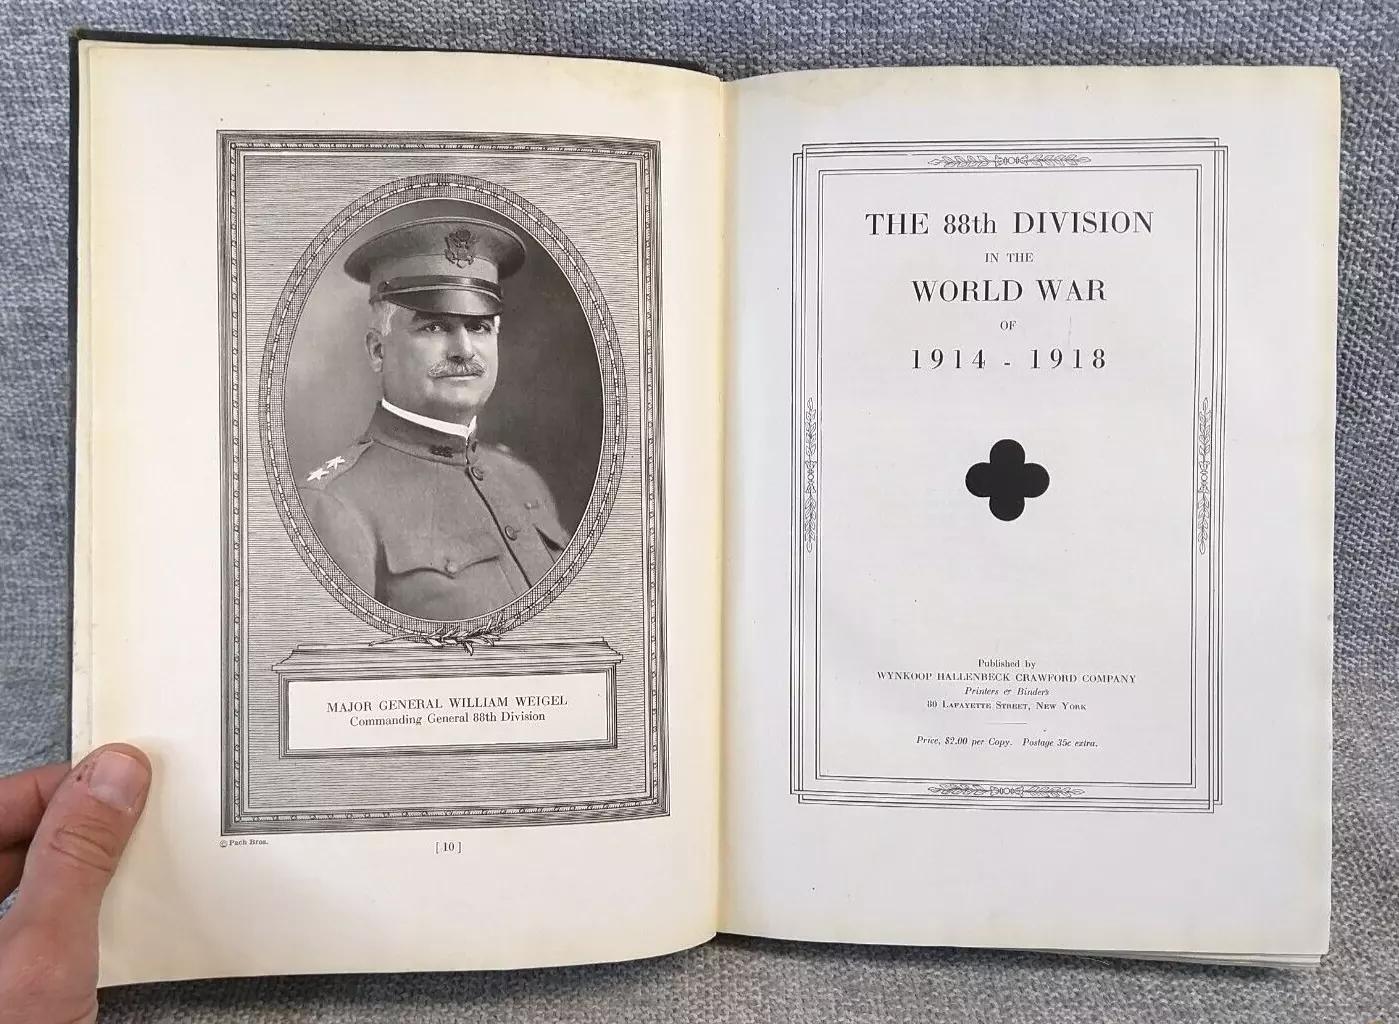 MAJOR GENERAL WILLIAM WEIGEL
Commanding General 88th Division
© Pach Bros.
[ 10 ]
THE 88th DIVISION
IN THE
WORLD WAR
OF
1914 - 1918
Published by
WYNKOOP HALLENBECK CRAWFORD COMPANY
Printers & Binders
80 LAFAYETTE STREET, NEW YORK
Price, $2.00 per Copy. Postage 35c extra.